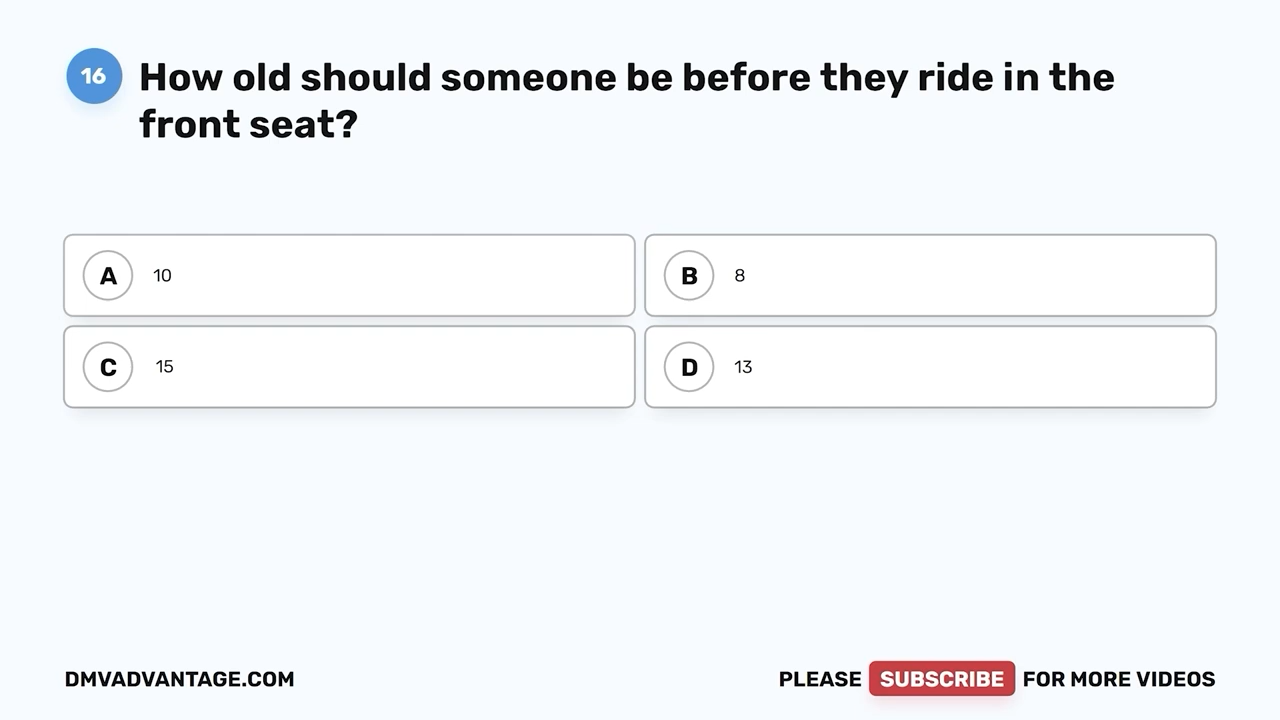 16 How old should someone be before they ride in the
front seat?
A 10
B 8
C 15
D 13
DMVADVANTAGE.COM
PLEASE SUBSCRIBE FOR MORE VIDEOS